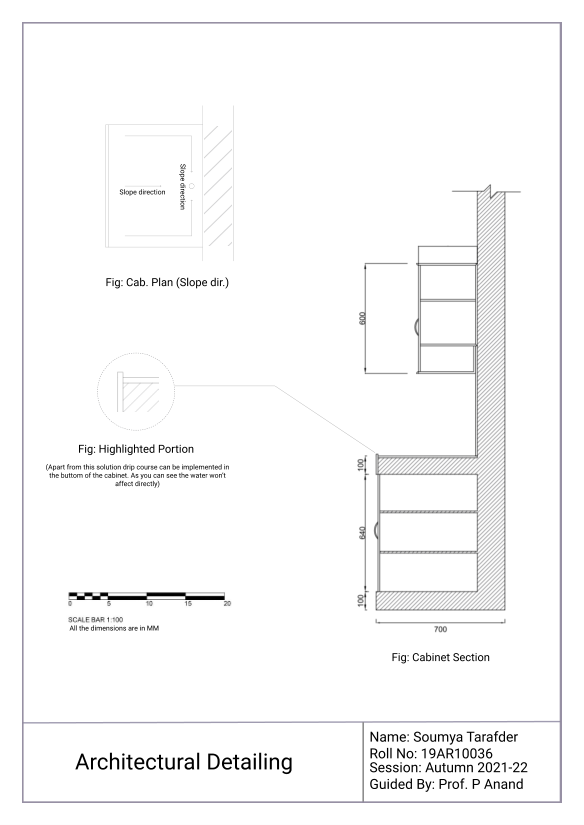 Slope direction
Slope direction
Fig: Cab. Plan (Slope dir.)
600
Fig: Highlighted Portion
(Apart from this solution drip course can be implemented in
the buttom of the cabinet. As you can see the water won't
affect directly)
100
640
100
700
Fig: Cabinet Section
0 5 10 15 20
SCALE BAR 1:100
All the dimensions are in MM
Architectural Detailing
Name: Soumya Tarafder
Roll No: 19AR10036
Session: Autumn 2021-22
Guided By: Prof. P Anand